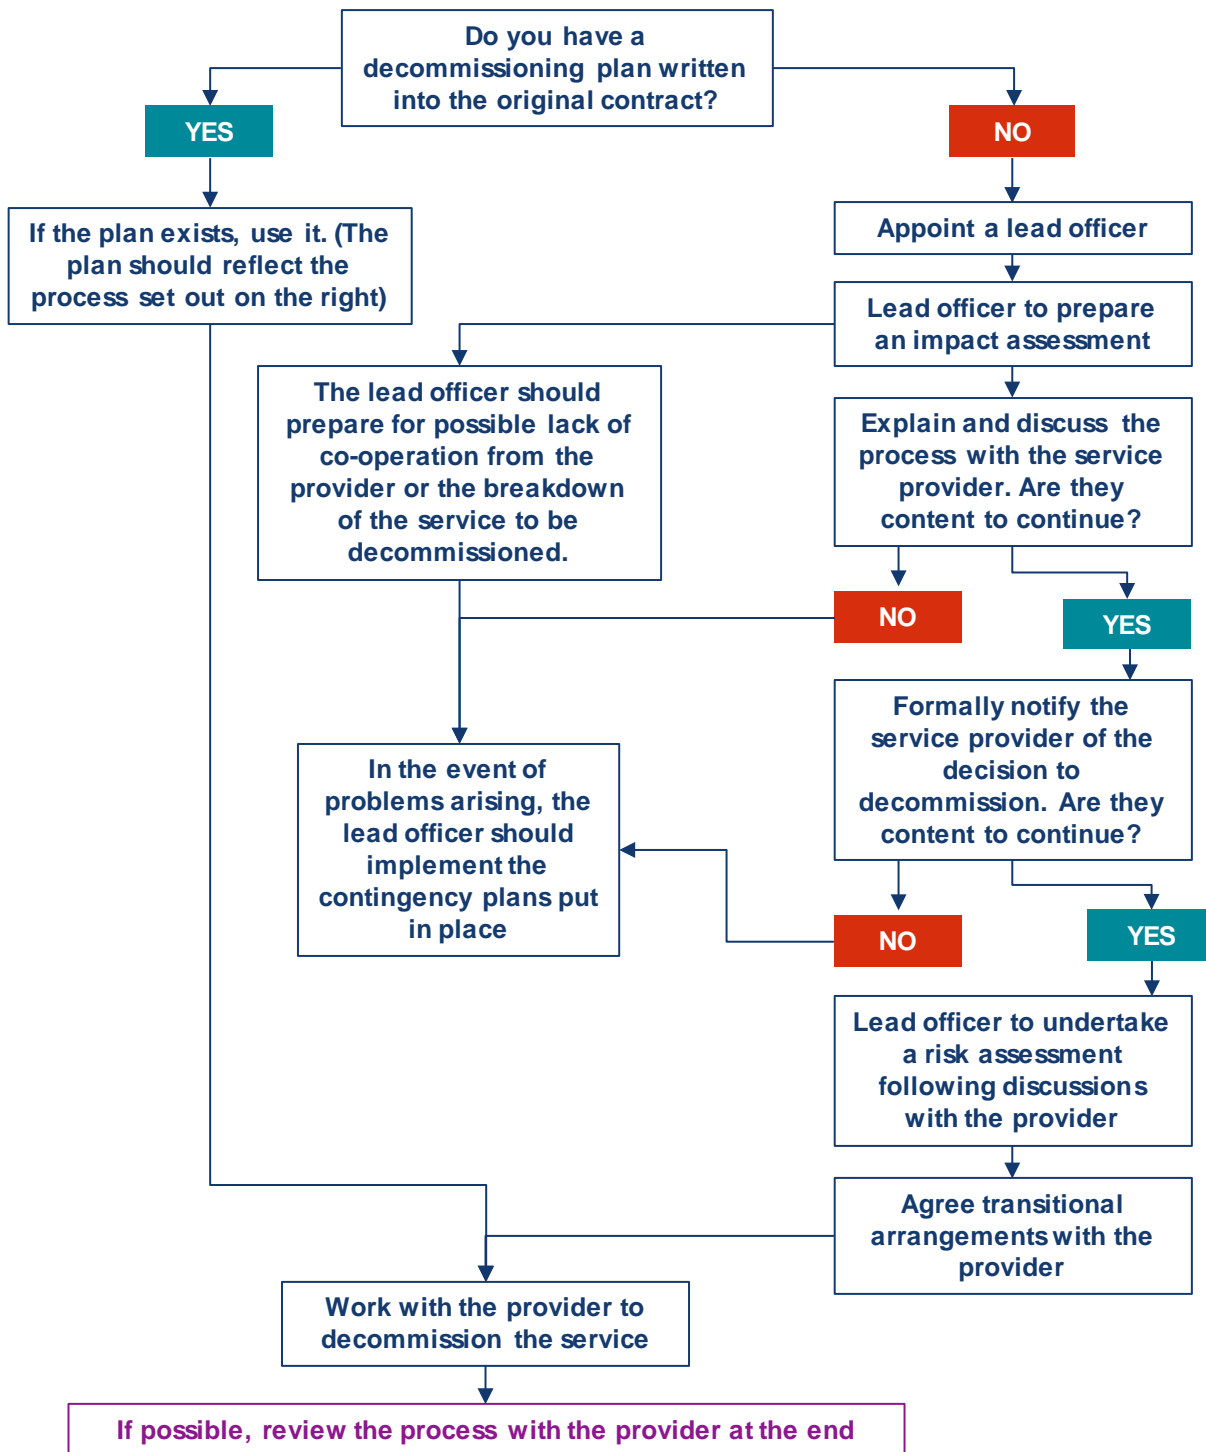 Do you have a
decommissioning plan written
into the original contract?
YES
NO
If the plan exists, use it. (The
plan should reflect the
process set out on the right)
Appoint a lead officer
Lead officer to prepare
an impact assessment
The lead officer should
prepare for possible lack of
co-operation from the
provider or the breakdown
of the service to be
decommissioned.
Explain and discuss the
process with the service
provider. Are they
content to continue?
NO
YES
Formally notify the
service provider of the
decision to
decommission. Are they
content to continue?
In the event of
problems arising, the
lead officer should
implement the
contingency plans put
in place
NO
YES
Lead officer to undertake
a risk assessment
following discussions
with the provider
Agree transitional
arrangements with the
provider
Work with the provider to
decommission the service
If possible, review the process with the provider at the end